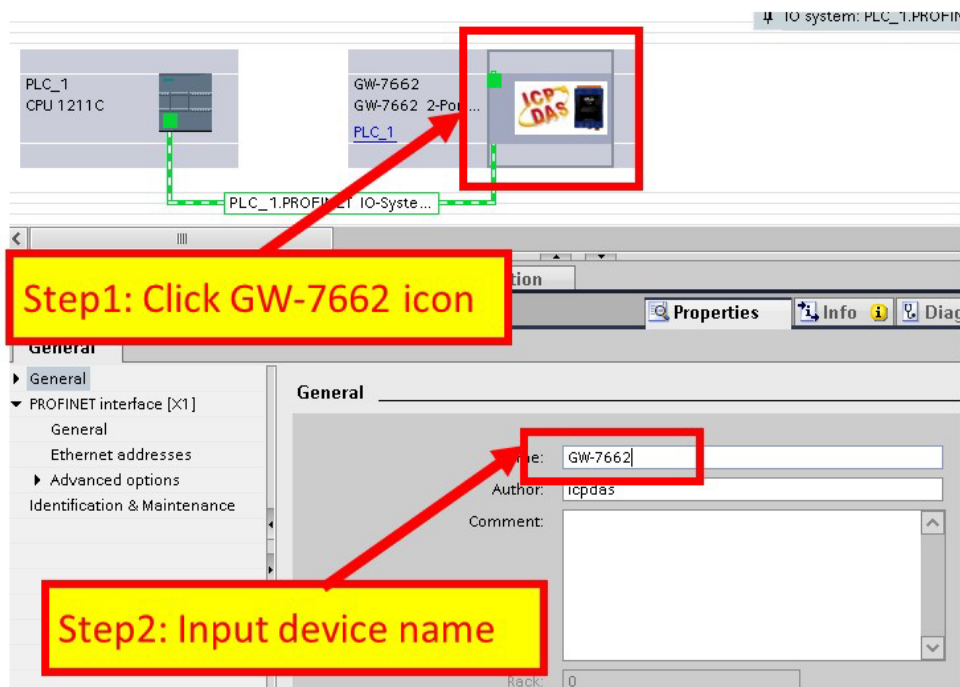 IO system: PLC_1.PROFIN
PLC_1
CPU 1211C
GW-7662
GW-7662 2-Por...
PLC_1
ICP
DAS
PLC_1.PROFINET IO-Syste...
Step1: Click GW-7662 icon
tion
Properties
Info
Diag
General
General
PROFINET interface [X1]
General
Ethernet addresses
Advanced options
Identification & Maintenance
General
me: GW-7662
Author: icpdas
Comment:
Step2: Input device name
Rack: 0